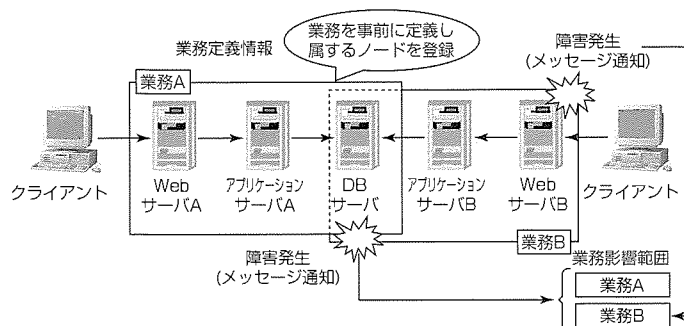 業務定義情報
業務を事前に定義し
属するノードを登録
障害発生
(メッセージ通知)
業務A
クライアント
Web
サーバA
アプリケーション
サーバA
DB
サーバ
アプリケーション
サーバB
Web
サーバB
クライアント
業務B
障害発生
(メッセージ通知)
業務影響範囲
業務A
業務B